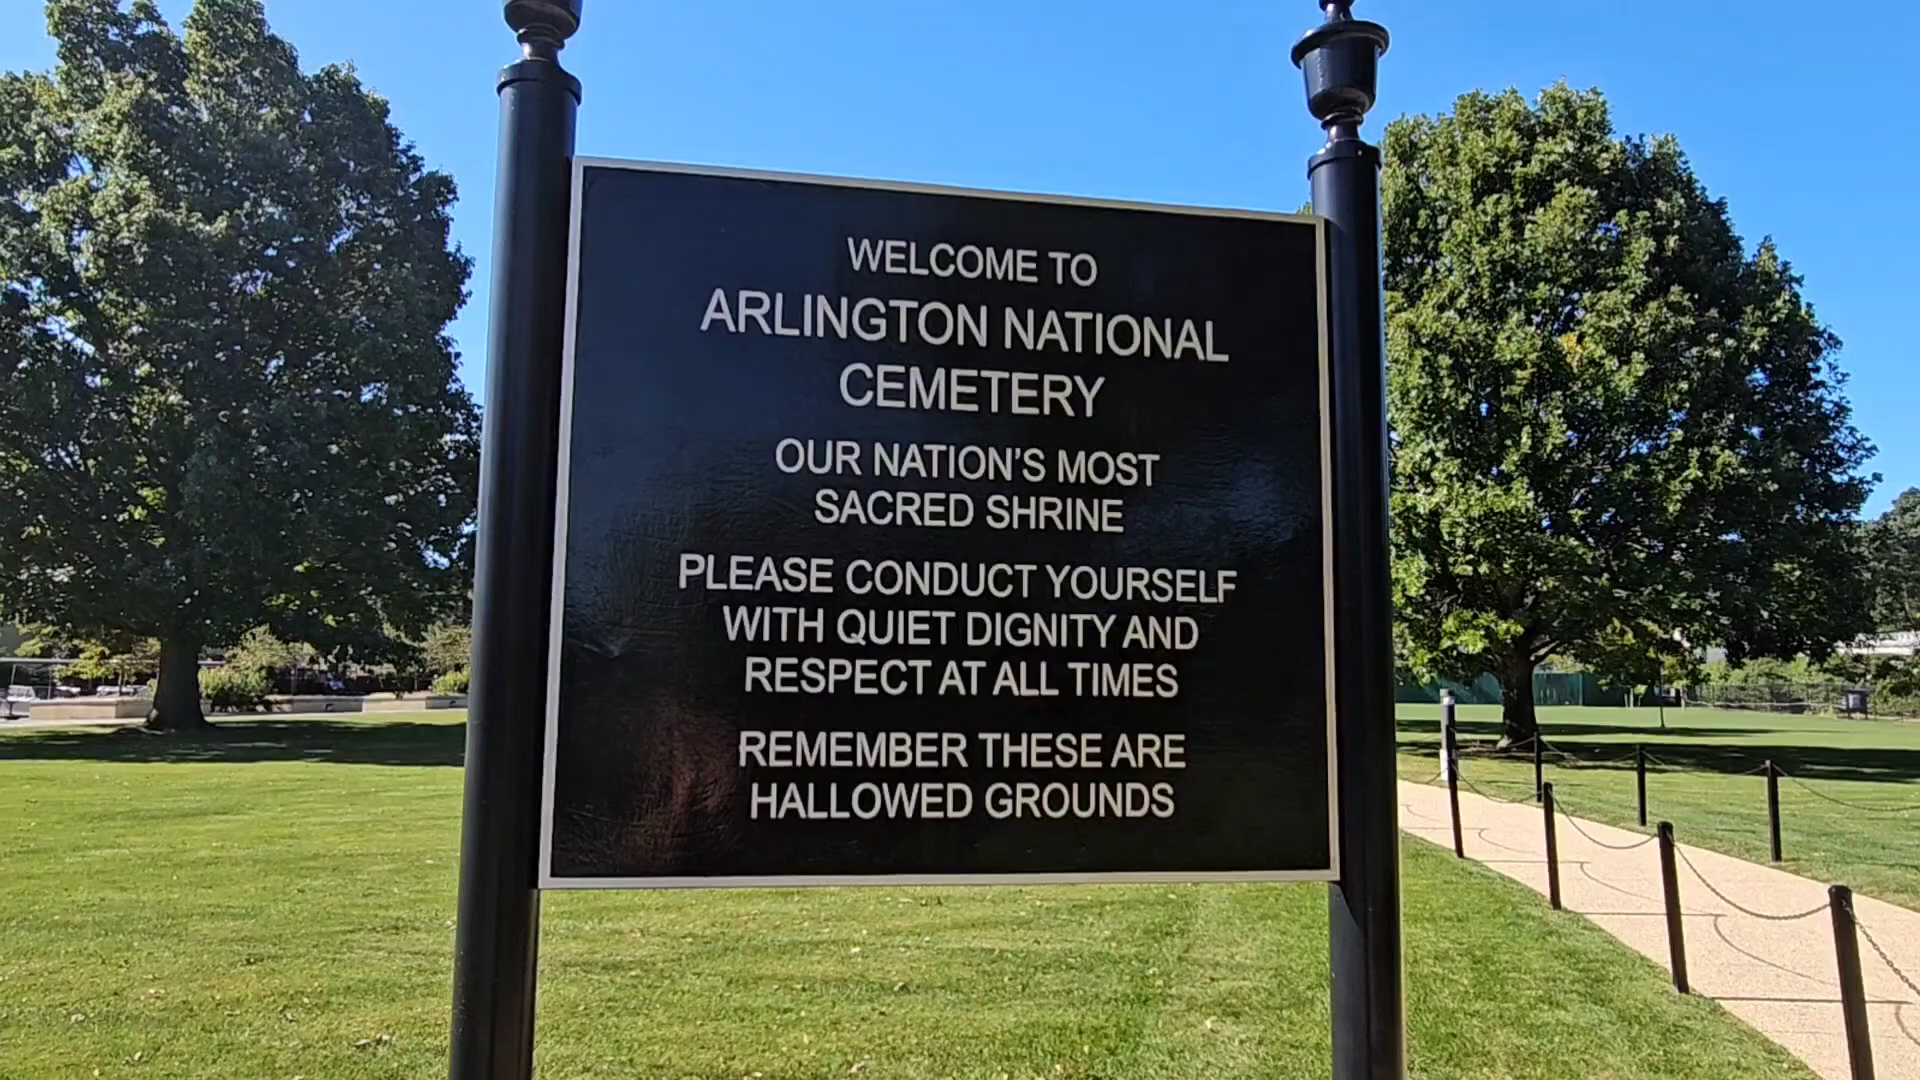 WELCOME TO
ARLINGTON NATIONAL
CEMETERY
OUR NATION'S MOST
SACRED SHRINE
PLEASE CONDUCT YOURSELF
WITH QUIET DIGNITY AND
RESPECT AT ALL TIMES
REMEMBER THESE ARE
HALLOWED GROUNDS